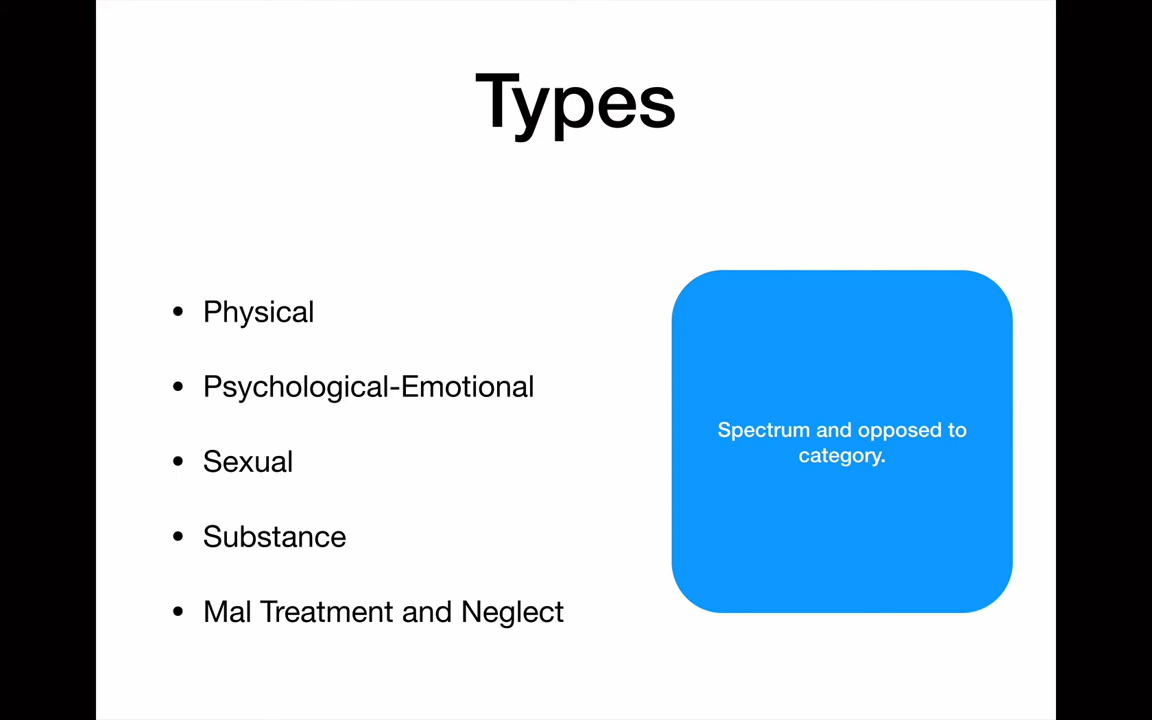 Types
• Physical
• Psychological-Emotional
• Sexual
• Substance
• Mal Treatment and Neglect
Spectrum and opposed to
category.